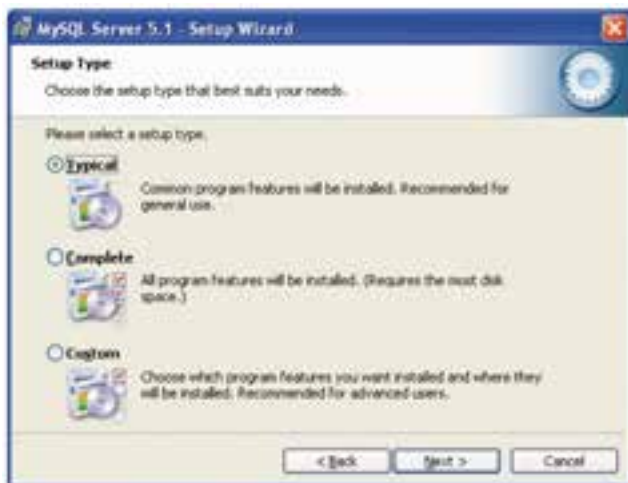 MySQL Server 5.1 - Setup Wizard
Setup Type
Choose the setup type that best suits your needs.
Please select a setup type.
Typical
Common program features will be installed. Recommended for
general use.
Complete
All program features will be installed. (Requires the most disk
space.)
Custom
Choose which program features you want installed and where they
will be installed. Recommended for advanced users.
< Back
Next >
Cancel